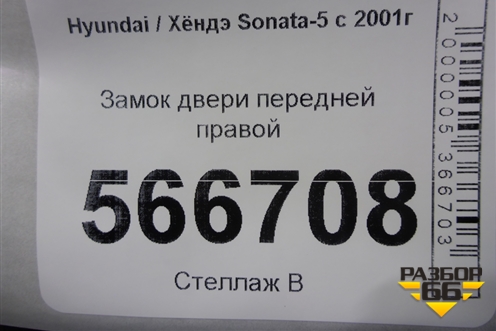 Hyundai / Хёндэ Sonata-5 с 2001г
Замок двери передней
правой
566708
Стеллаж В
2000005366703
РАЗБОР
66